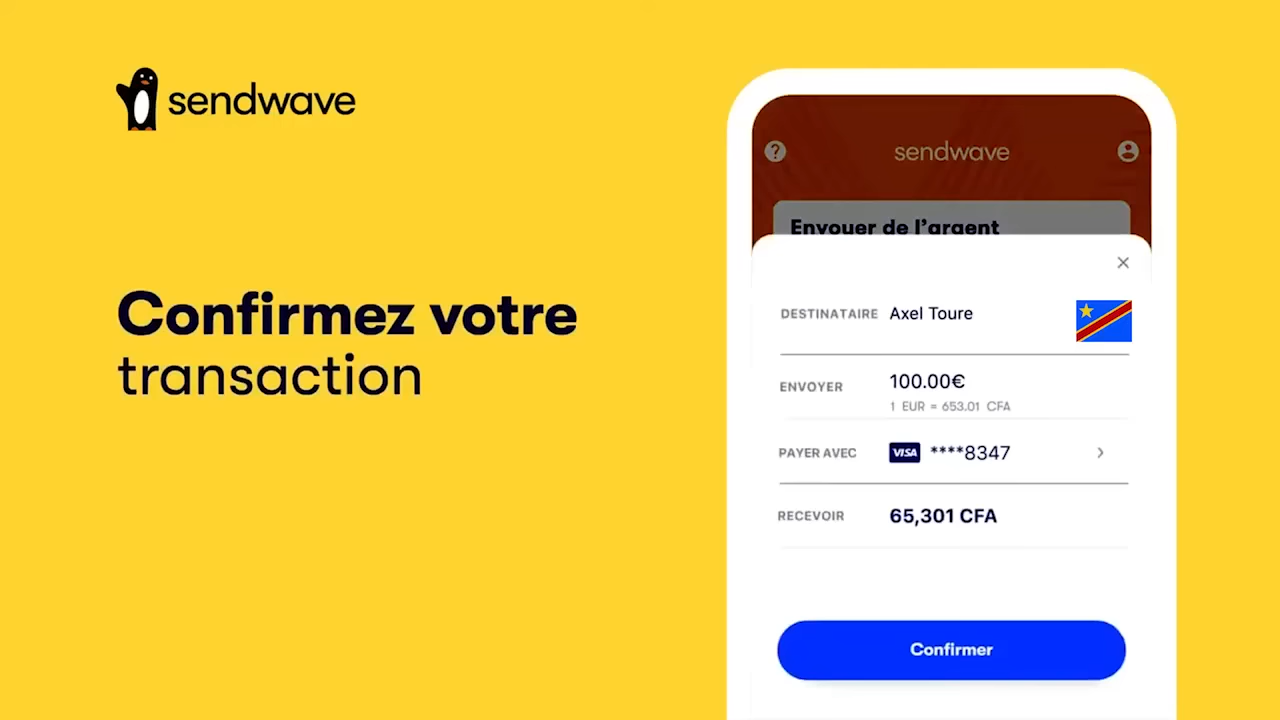 sendwave
Confirmez votre
transaction
sendwave
Envoyer de l'argent
DESTINATAIRE Axel Toure
ENVOYER 100.00€
1 EUR = 653.01 CFA
PAYER AVEC VISA ****8347
RECEVOIR 65,301 CFA
Confirmer